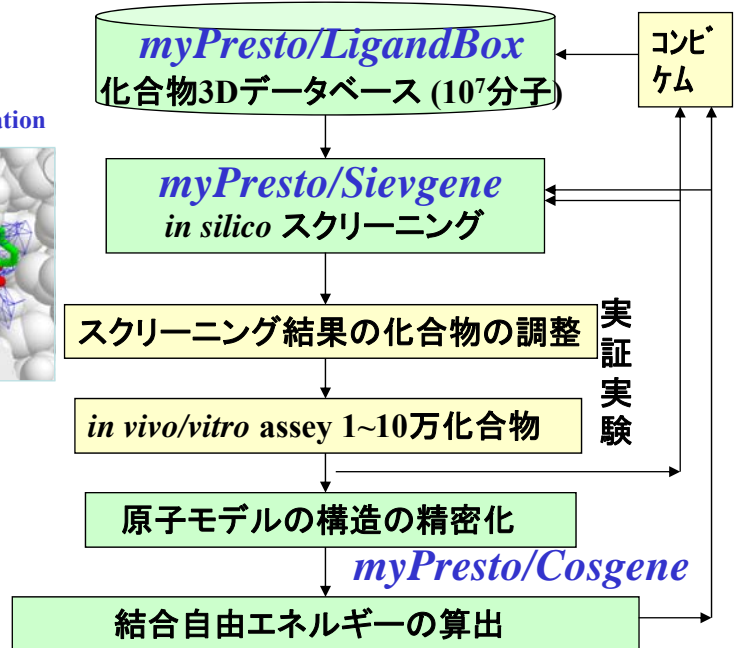 myPresto/LigandBox
化合物3Dデータベース (10⁷分子)
コンビ
ケム
ation
myPresto/Sievgene
in silico スクリーニング
スクリーニング結果の化合物の調整
実
証
実
験
in vivo/vitro assey 1~10万化合物
原子モデルの構造の精密化
myPresto/Cosgene
結合自由エネルギーの算出